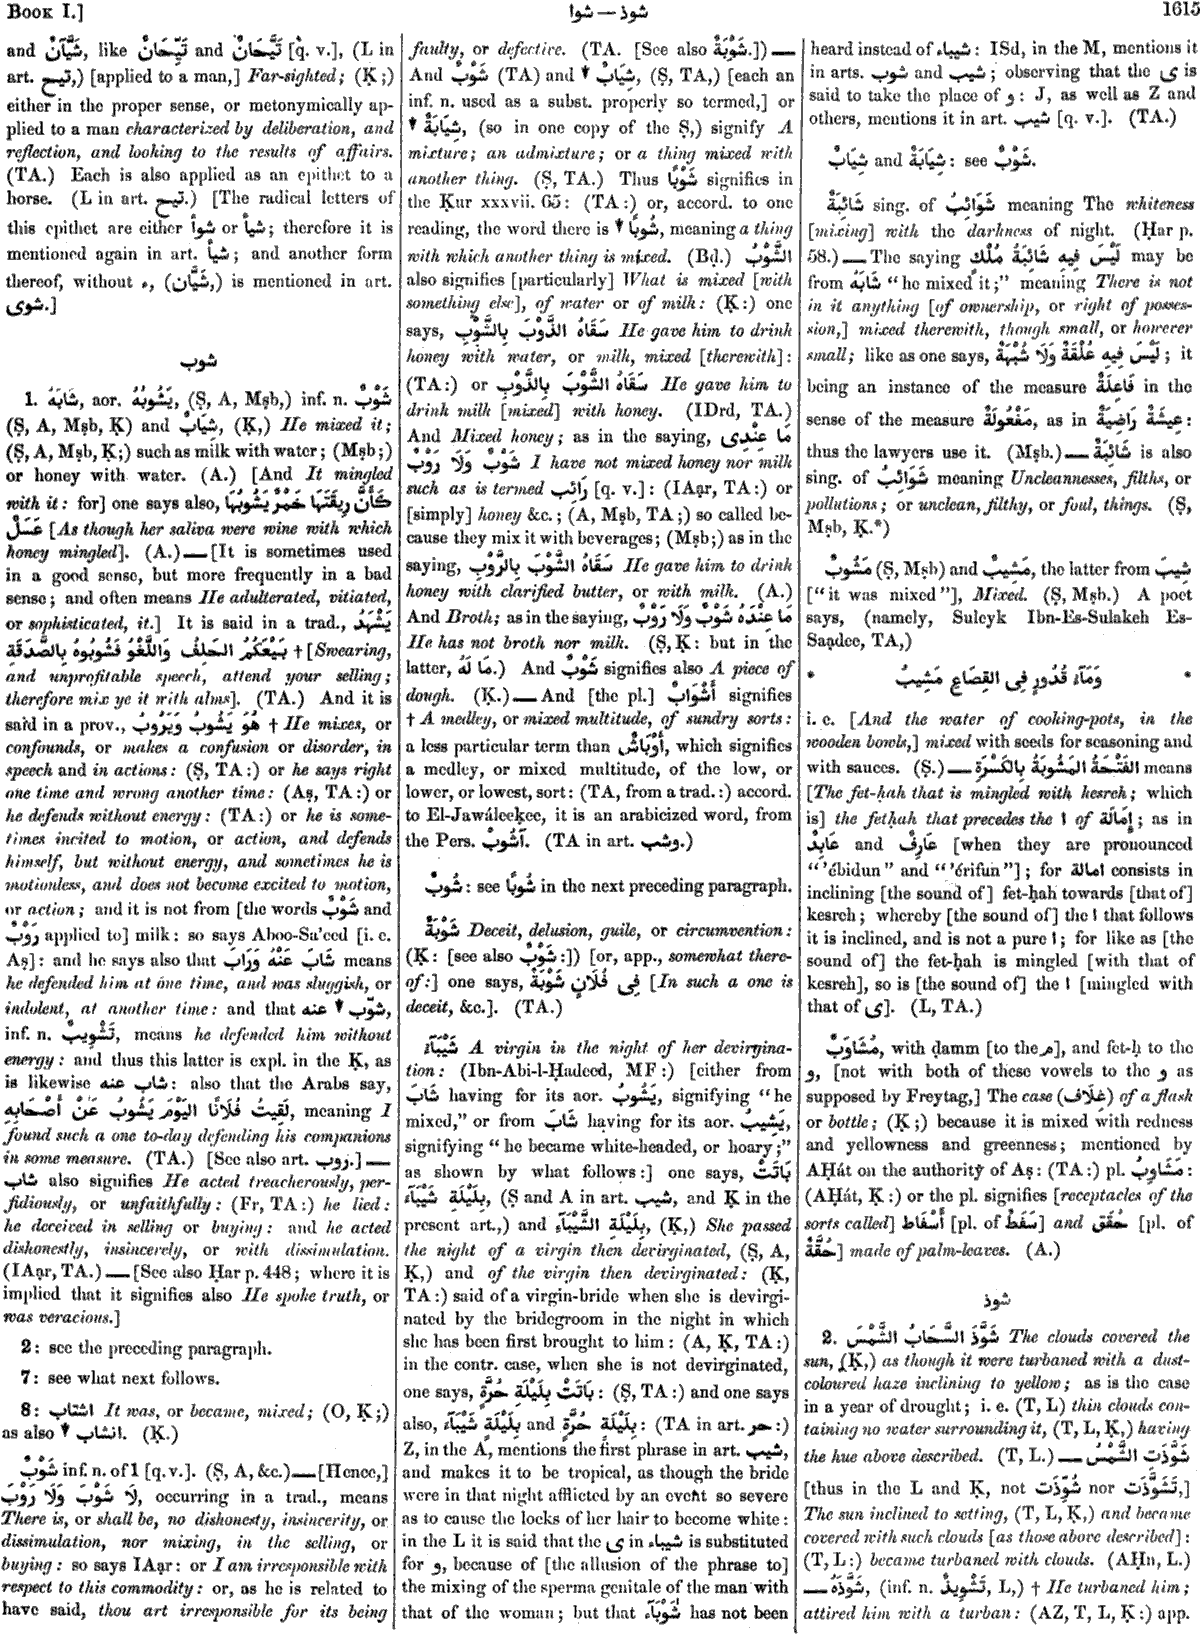 BOOK I.]
شوذ — شوا
1615
and شَيَّآنٌ, like تَيِّحَانٌ and تَيَّحَانٌ [q. v.], (L in
art. تيح,) [applied to a man,] Far-sighted; (Ḳ;)
either in the proper sense, or metonymically ap-
plied to a man characterized by deliberation, and
reflection, and looking to the results of affairs.
(TA.) Each is also applied as an epithet to a
horse. (L in art. تيح.) [The radical letters of
this epithet are either شوأ or شيأ; therefore it is
mentioned again in art. شيأ; and another form
thereof, without ء, (شَيَّانٌ,) is mentioned in art.
شوى.]
شوب
1. شَابَهُ, aor. يَشُوبُهُ, (Ṣ, A, Mṣb,) inf. n. شَوْبٌ
(Ṣ, A, Mṣb, Ḳ) and شِيَابٌ, (Ḳ,) He mixed it;
(Ṣ, A, Mṣb, Ḳ;) such as milk with water; (Mṣb;)
or honey with water. (A.) [And It mingled
with it: for] one says also, كَأَنَّ رِيقَتَهَا خَمْرٌ يَشُوبُهَا
عَسَلٌ [As though her saliva were wine with which
honey mingled]. (A.) — [It is sometimes used
in a good sense, but more frequently in a bad
sense; and often means He adulterated, vitiated,
or sophisticated, it.] It is said in a trad., يَشْهَدُ
بَيْعَكُمُ الحَلِفُ وَاللَّغْوُ فَشُوبُوهُ بِالصَّدَقَةِ † [Swearing,
and unprofitable speech, attend your selling;
therefore mix ye it with alms]. (TA.) And it is
said in a prov., هُوَ يَشُوبُ وَيَرُوبُ † He mixes, or
confounds, or makes a confusion or disorder, in
speech and in actions: (Ṣ, TA:) or he says right
one time and wrong another time: (Aṣ, TA:) or
he defends without energy: (TA:) or he is some-
times incited to motion, or action, and defends
himself, but without energy, and sometimes he is
motionless, and does not become excited to motion,
or action; and it is not from [the words شَوْبٌ and
رَوْبٌ applied to] milk: so says Aboo-Sa'eed [i. e.
Aṣ]: and he says also that شَابَ عَنْهُ وَرَابَ means
he defended him at one time, and was sluggish, or
indolent, at another time: and that شوّب ▼ عنه,
inf. n. تَشْوِيبٌ, means he defended him without
energy: and thus this latter is expl. in the Ḳ, as
is likewise شاب عنه: also that the Arabs say,
لَقِيتُ فُلَانًا اليَوْمَ يَشُوبُ عَنْ أَصْحَابِهِ, meaning I
found such a one to-day defending his companions
in some measure. (TA.) [See also art. روب.] —
شاب also signifies He acted treacherously, per-
fidiously, or unfaithfully: (Fr, TA:) he lied:
he deceived in selling or buying: and he acted
dishonestly, insincerely, or with dissimulation.
(IAạr, TA.) — [See also Ḥar p. 448; where it is
implied that it signifies also He spoke truth, or
was veracious.]
2: see the preceding paragraph.
7: see what next follows.
8: اشتاب It was, or became, mixed; (O, Ḳ;)
as also ▼ انشاب. (Ḳ.)
شَوْبٌ inf. n. of 1 [q. v.]. (Ṣ, A, &c.) — [Hence,]
لَا شَوْبَ وَلَا رَوْبَ, occurring in a trad., means
There is, or shall be, no dishonesty, insincerity, or
dissimulation, nor mixing, in the selling, or
buying: so says IAạr: or I am irresponsible with
respect to this commodity: or, as he is related to
have said, thou art irresponsible for its being
faulty, or defective. (TA. [See also شَوْبَةٌ.]) —
And شَوْبٌ (TA) and ▼ شِيَابٌ, (Ṣ, TA,) [each an
inf. n. used as a subst. properly so termed,] or
▼ شِيَابَةٌ, (so in one copy of the Ṣ,) signify A
mixture; an admixture; or a thing mixed with
another thing. (Ṣ, TA.) Thus شَوْبًا signifies in
the Ḳur xxxvii. 65: (TA:) or, accord. to one
reading, the word there is ▼ شُوبًا, meaning a thing
with which another thing is mixed. (Bḍ.) الشَّوْبُ
also signifies [particularly] What is mixed [with
something else], of water or of milk: (Ḳ:) one
says, سَقَاهُ الذَّوْبَ بِالشَّوْبِ He gave him to drink
honey with water, or milk, mixed [therewith]:
(TA:) or سَقَاهُ الشَّوْبَ بِالذَّوْبِ He gave him to
drink milk [mixed] with honey. (IDrd, TA.)
And Mixed honey; as in the saying, مَا عِنْدِى
شَوْبٌ وَلَا رَوْبٌ I have not mixed honey nor milk
such as is termed رَائِب [q. v.]: (IAạr, TA:) or
[simply] honey &c.; (A, Mṣb, TA;) so called be-
cause they mix it with beverages; (Mṣb;) as in the
saying, سَقَاهُ الشَّوْبَ بِالرَّوْبِ He gave him to drink
honey with clarified butter, or with milk. (A.)
And Broth; as in the saying, مَا عِنْدَهُ شَوْبٌ وَلَا رَوْبٌ
He has not broth nor milk. (Ṣ, Ḳ: but in the
latter, مَا لَهُ.) And شَوْبٌ signifies also A piece of
dough. (Ḳ.) — And [the pl.] أَشْوَابٌ signifies
† A medley, or mixed multitude, of sundry sorts:
a less particular term than أَوْبَاشٌ, which signifies
a medley, or mixed multitude, of the low, or
lower, or lowest, sort: (TA, from a trad.:) accord.
to El-Jawáleeḳee, it is an arabicized word, from
the Pers. آشُوبْ. (TA in art. وشب.)
شُوبٌ: see شُوبًا in the next preceding paragraph.
شَوْبَةٌ Deceit, delusion, guile, or circumvention:
(Ḳ: [see also شَوْبٌ:]) [or, app., somewhat there-
of:] one says, فِى فُلَانٍ شَوْبَةٌ [In such a one is
deceit, &c.]. (TA.)
شَيْبَآءُ A virgin in the night of her devirgina-
tion: (Ibn-Abi-l-Ḥadeed, MF:) [either from
شَابَ having for its aor. يَشُوبُ, signifying "he
mixed," or from شَابَ having for its aor. يَشِيبُ,
signifying "he became white-headed, or hoary;"
as shown by what follows:] one says, بَاتَتْ
بِلَيْلَةِ شَيْبَآءَ, (Ṣ and A in art. شيب, and Ḳ in the
present art.,) and بِلَيْلَةِ الشَّيْبَآءِ, (Ḳ,) She passed
the night of a virgin then devirginated, (Ṣ, A,
Ḳ,) and of the virgin then devirginated: (Ḳ,
TA:) said of a virgin-bride when she is devirgi-
nated by the bridegroom in the night in which
she has been first brought to him: (A, Ḳ, TA:)
in the contr. case, when she is not devirginated,
one says, بَاتَتْ بِلَيْلَةِ حُرَّةٍ: (Ṣ, TA:) and one says
also, بِلَيْلَةٍ شَيْبَآءَ and بِلَيْلَةٍ حُرَّةٍ: (TA in art. حر:)
Z, in the A, mentions the first phrase in art. شيب,
and makes it to be tropical, as though the bride
were in that night afflicted by an event so severe
as to cause the locks of her hair to become white:
in the L it is said that the ى in شيباء is substituted
for و, because of [the allusion of the phrase to]
the mixing of the sperma genitale of the man with
that of the woman; but that شَوْبَآءُ has not been
heard instead of شيباء: ISd, in the M, mentions it
in arts. شوب and شيب; observing that the ى is
said to take the place of و: J, as well as Z and
others, mentions it in art. شيب [q. v.]. (TA.)
شِيَابٌ and شِيَابَةٌ: see شَوْبٌ.
شَائِبَةٌ sing. of شَوَائِبُ meaning The whiteness
[mixing] with the darkness of night. (Ḥar p.
58.) — The saying لَيْسَ فِيهِ شَائِبَةُ مُلْكٍ may be
from شَابَهُ "he mixed it;" meaning There is not
in it anything [of ownership, or right of posses-
sion,] mixed therewith, though small, or however
small; like as one says, لَيْسَ فِيهِ عُلْقَةٌ وَلَا شُبْهَةٌ; it
being an instance of the measure فَاعِلَةٌ in the
sense of the measure مَفْعُولَةٌ, as in عِيشَةٌ رَاضِيَةٌ:
thus the lawyers use it. (Mṣb.) — شَائِبَةٌ is also
sing. of شَوَائِبُ meaning Uncleannesses, filths, or
pollutions; or unclean, filthy, or foul, things. (Ṣ,
Mṣb, Ḳ.*)
مَشُوبٌ (Ṣ, Mṣb) and مَشِيبٌ, the latter from شِيبَ
["it was mixed"], Mixed. (Ṣ, Mṣb.) A poet
says, (namely, Suleyk Ibn-Es-Sulakeh Es-
Saạdee, TA,)
* وَمَآءُ قُدُورٍ فِى القِصَاعِ مَشِيبُ *
i. e. [And the water of cooking-pots, in the
wooden bowls,] mixed with seeds for seasoning and
with sauces. (Ṣ.) — الفَتْحَةُ المَشُوبَةُ بِالكَسْرَةِ means
[The fet-ḥah that is mingled with kesreh; which
is] the fetḥah that precedes the ا of إِمَالَة; as in
عَابِدٌ and عَارِفٌ [when they are pronounced
"'ébidun" and "'érifun"]; for امالة consists in
inclining [the sound of] fet-ḥah towards [that of]
kesreh; whereby [the sound of] the ا that follows
it is inclined, and is not a pure ا; for like as [the
sound of] the fet-ḥah is mingled [with that of
kesreh], so is [the sound of] the ا [mingled with
that of ى]. (L, TA.)
مُشَاوَبٌ, with ḍamm [to the م], and fet-ḥ to the
و, [not with both of these vowels to the و as
supposed by Freytag,] The case (غِلَاف) of a flask
or bottle; (Ḳ;) because it is mixed with redness
and yellowness and greenness; mentioned by
AḤát on the authority of Aṣ: (TA:) pl. مَشَاوِبُ:
(AḤát, Ḳ:) or the pl. signifies [receptacles of the
sorts called] أَسْفَاط [pl. of سَفَطٌ] and حُقَق [pl. of
حُقَّةٌ] made of palm-leaves. (A.)
شوذ
2. شَوَّذَ السَّحَابُ الشَّمْسَ The clouds covered the
sun, (Ḳ,) as though it were turbaned with a dust-
coloured haze inclining to yellow; as is the case
in a year of drought; i. e. (T, L) thin clouds con-
taining no water surrounding it, (T, L, Ḳ,) having
the hue above described. (T, L.) — شَوَّذَتِ الشَّمْسُ
[thus in the L and Ḳ, not شُوِّذَت nor تَشَوَّذَت,]
The sun inclined to setting, (T, L, Ḳ,) and became
covered with such clouds [as those above described]:
(T, L:) became turbaned with clouds. (AḤn, L.)
— شَوَّذَهُ, (inf. n. تَشْوِيذٌ, L,) † He turbaned him;
attired him with a turban: (AZ, T, L, Ḳ:) app.